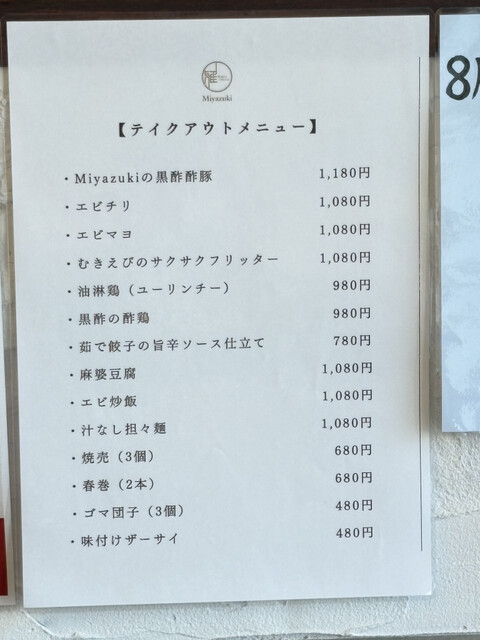 Miyazuki
【テイクアウトメニュー】
・Miyazukiの黒酢酢豚 1,180円
・エビチリ 1,080円
・エビマヨ 1,080円
・むきえびのサクサクフリッター 1,080円
・油淋鶏（ユーリンチー） 980円
・黒酢の酢鶏 980円
・茹で餃子の旨辛ソース仕立て 780円
・麻婆豆腐 1,080円
・エビ炒飯 1,080円
・汁なし担々麺 1,080円
・焼売（3個） 680円
・春巻（2本） 680円
・ゴマ団子（3個） 480円
・味付けザーサイ 480円
8